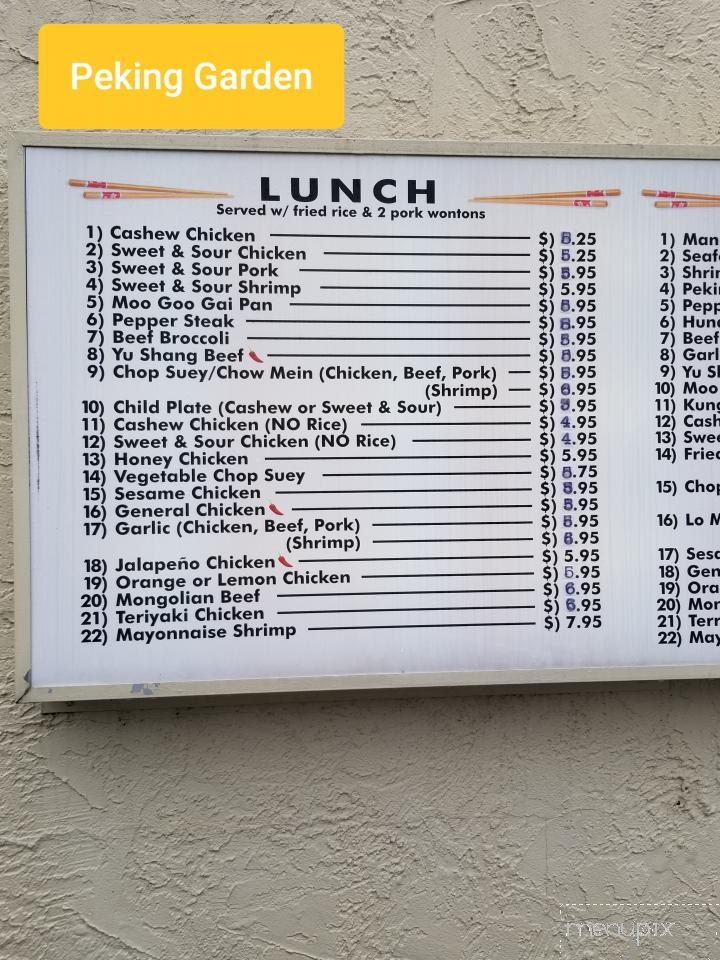 Peking Garden
LUNCH
Served w/ fried rice & 2 pork wontons
1) Cashew Chicken $) 5.25
2) Sweet & Sour Chicken $) 5.25
3) Sweet & Sour Pork $) 5.95
4) Sweet & Sour Shrimp $) 5.95
5) Moo Goo Gai Pan $) 5.95
6) Pepper Steak $) 5.95
7) Beef Broccoli $) 5.95
8) Yu Shang Beef $) 5.95
9) Chop Suey/Chow Mein (Chicken, Beef, Pork) $) 5.95
(Shrimp) $) 6.95
10) Child Plate (Cashew or Sweet & Sour) $) .95
11) Cashew Chicken (NO Rice) $) 4.95
12) Sweet & Sour Chicken (NO Rice) $) 4.95
13) Honey Chicken $) 5.95
14) Vegetable Chop Suey $) .75
15) Sesame Chicken $) 5.95
16) General Chicken $) 5.95
17) Garlic (Chicken, Beef, Pork) $) 5.95
(Shrimp) $) 6.95
18) Jalapeño Chicken $) 5.95
19) Orange or Lemon Chicken $) 5.95
20) Mongolian Beef $) 6.95
21) Teriyaki Chicken $) 6.95
22) Mayonnaise Shrimp $) 7.95
1) Man
2) Seaf
3) Shri
4) Peki
5) Pepp
6) Hun
7) Beef
8) Garl
9) Yu S
10) Moo
11) Kung
12) Cash
13) Swee
14) Fried
15) Chop
16) Lo M
17) Sesa
18) Gen
19) Ora
20) Mon
21) Terr
22) May
menupix